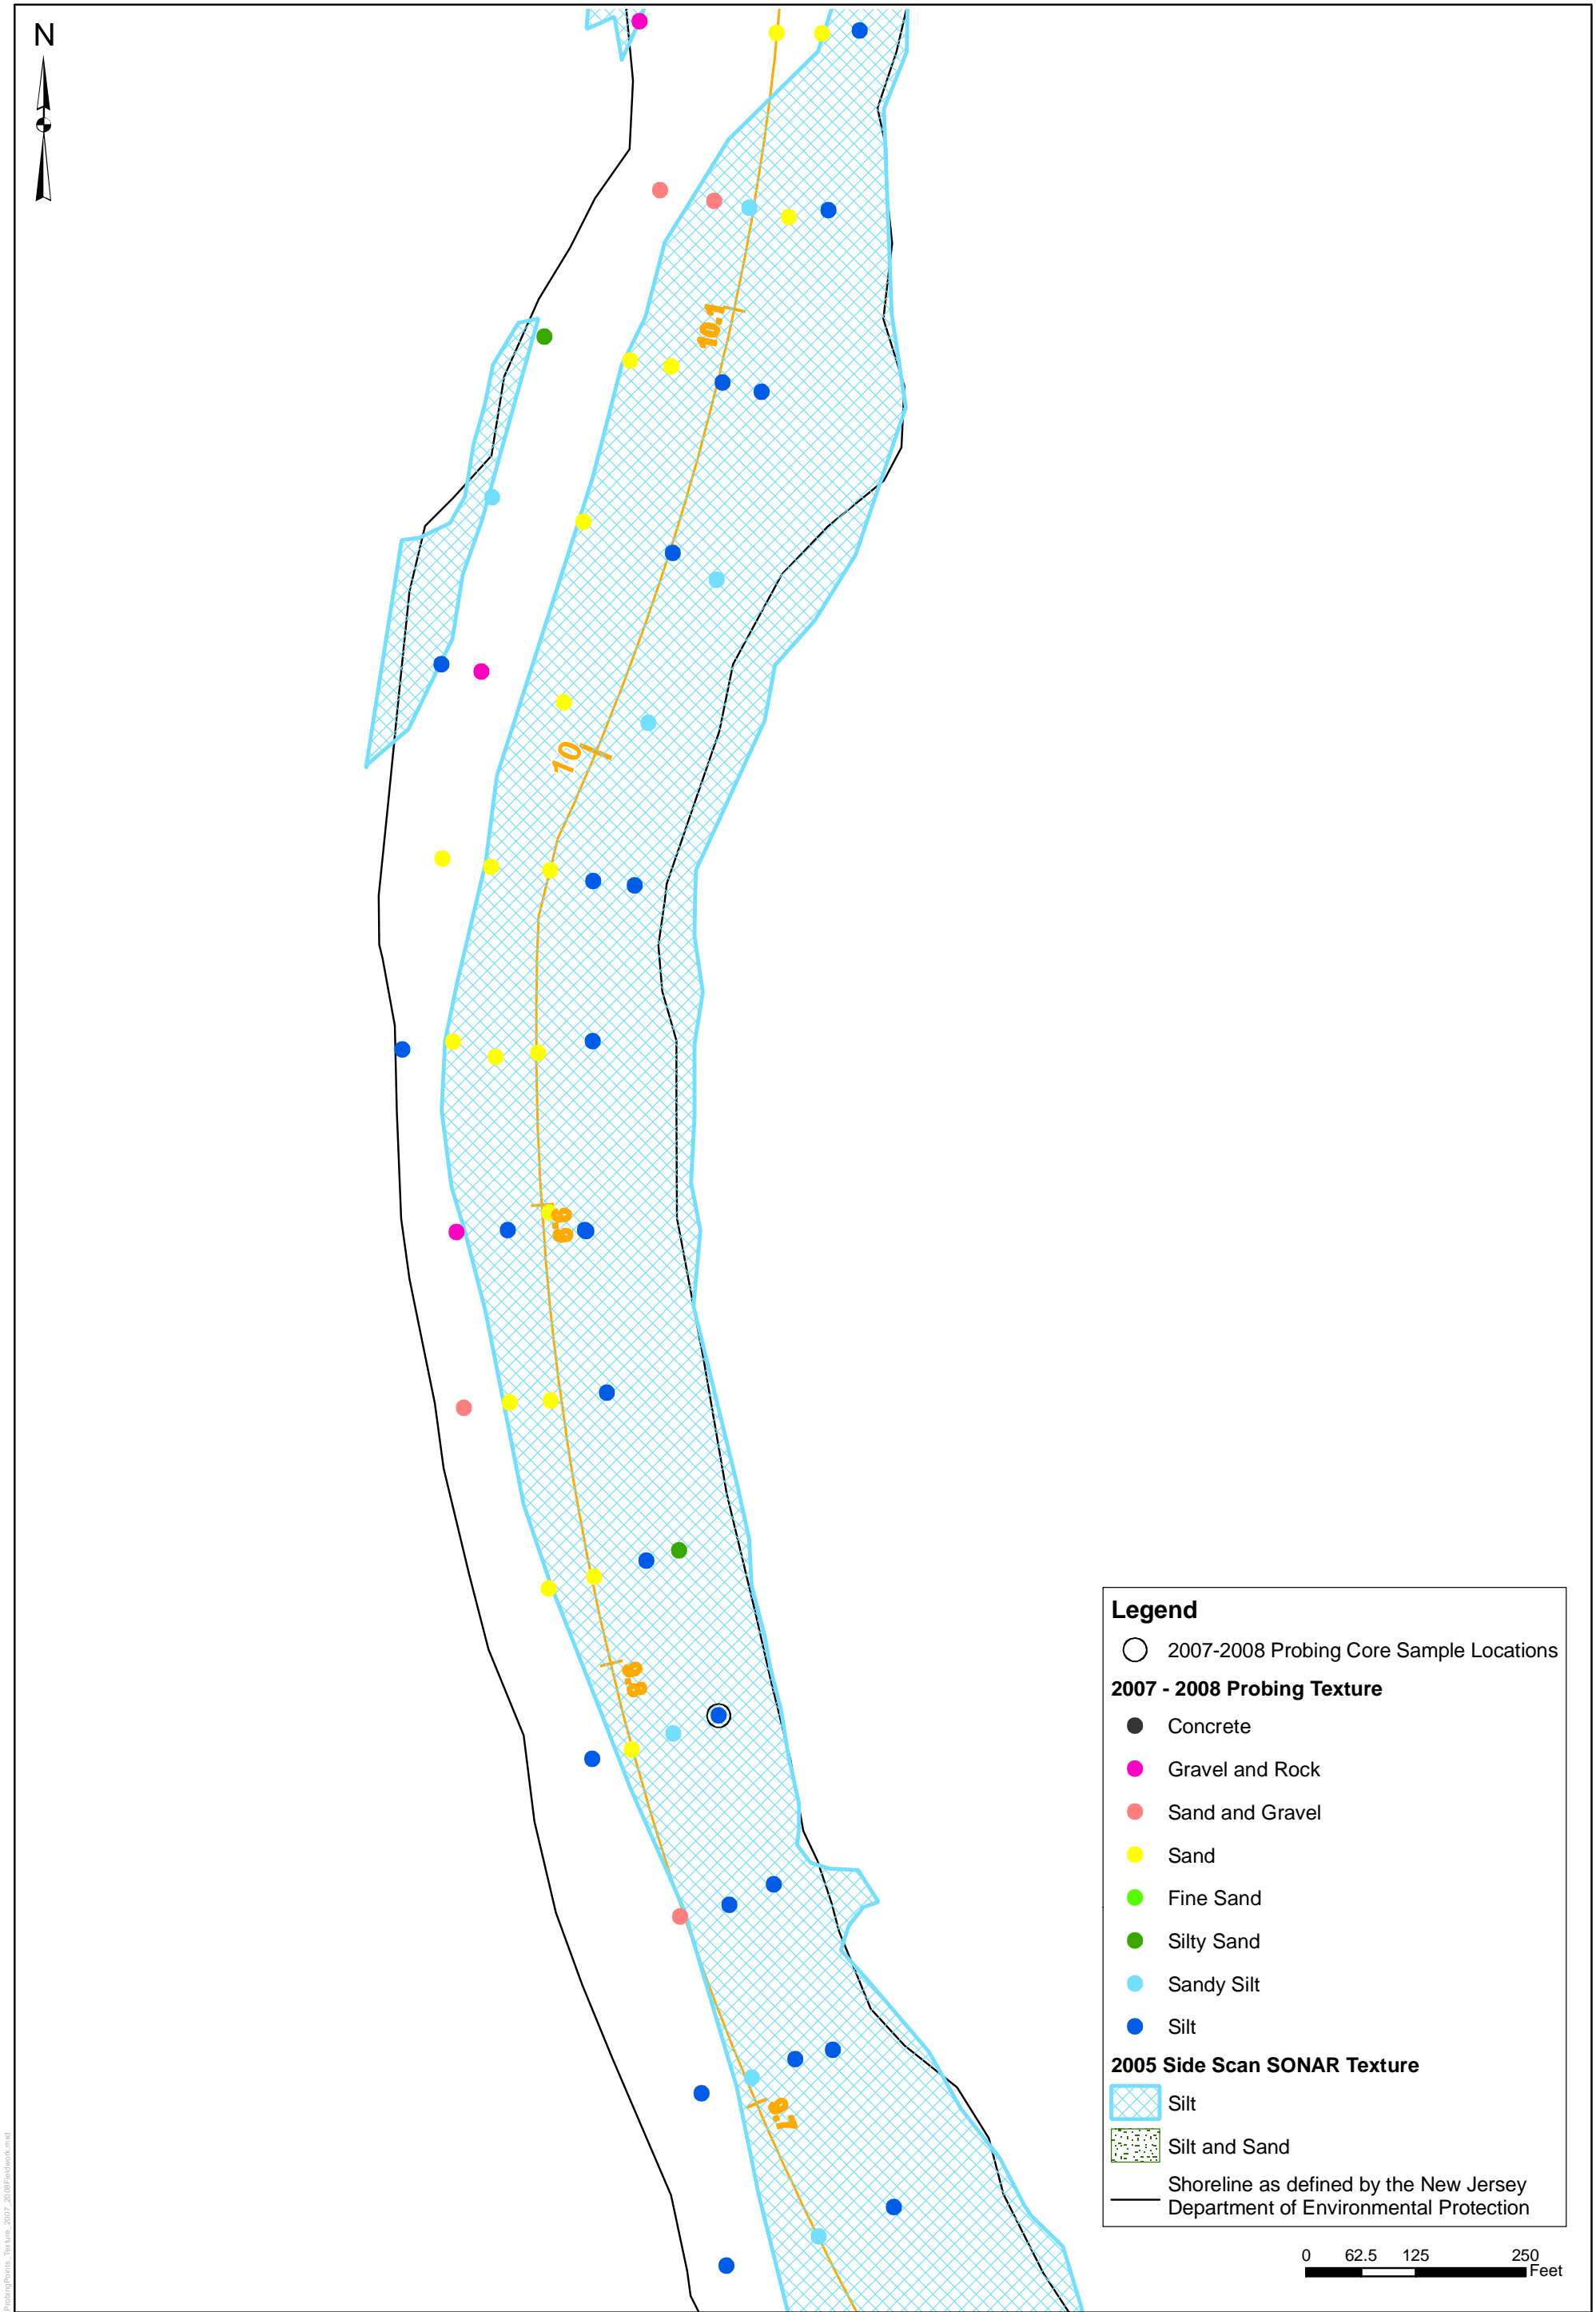 N
10.1
10
9.9
9.8
9.7
Legend
2007-2008 Probing Core Sample Locations
2007 - 2008 Probing Texture
Concrete
Gravel and Rock
Sand and Gravel
Sand
Fine Sand
Silty Sand
Sandy Silt
Silt
2005 Side Scan SONAR Texture
Silt
Silt and Sand
Shoreline as defined by the New Jersey
Department of Environmental Protection
0 62.5 125 250
Feet
ProbingPoints_Texture_2007_2008Fieldwork.mxd